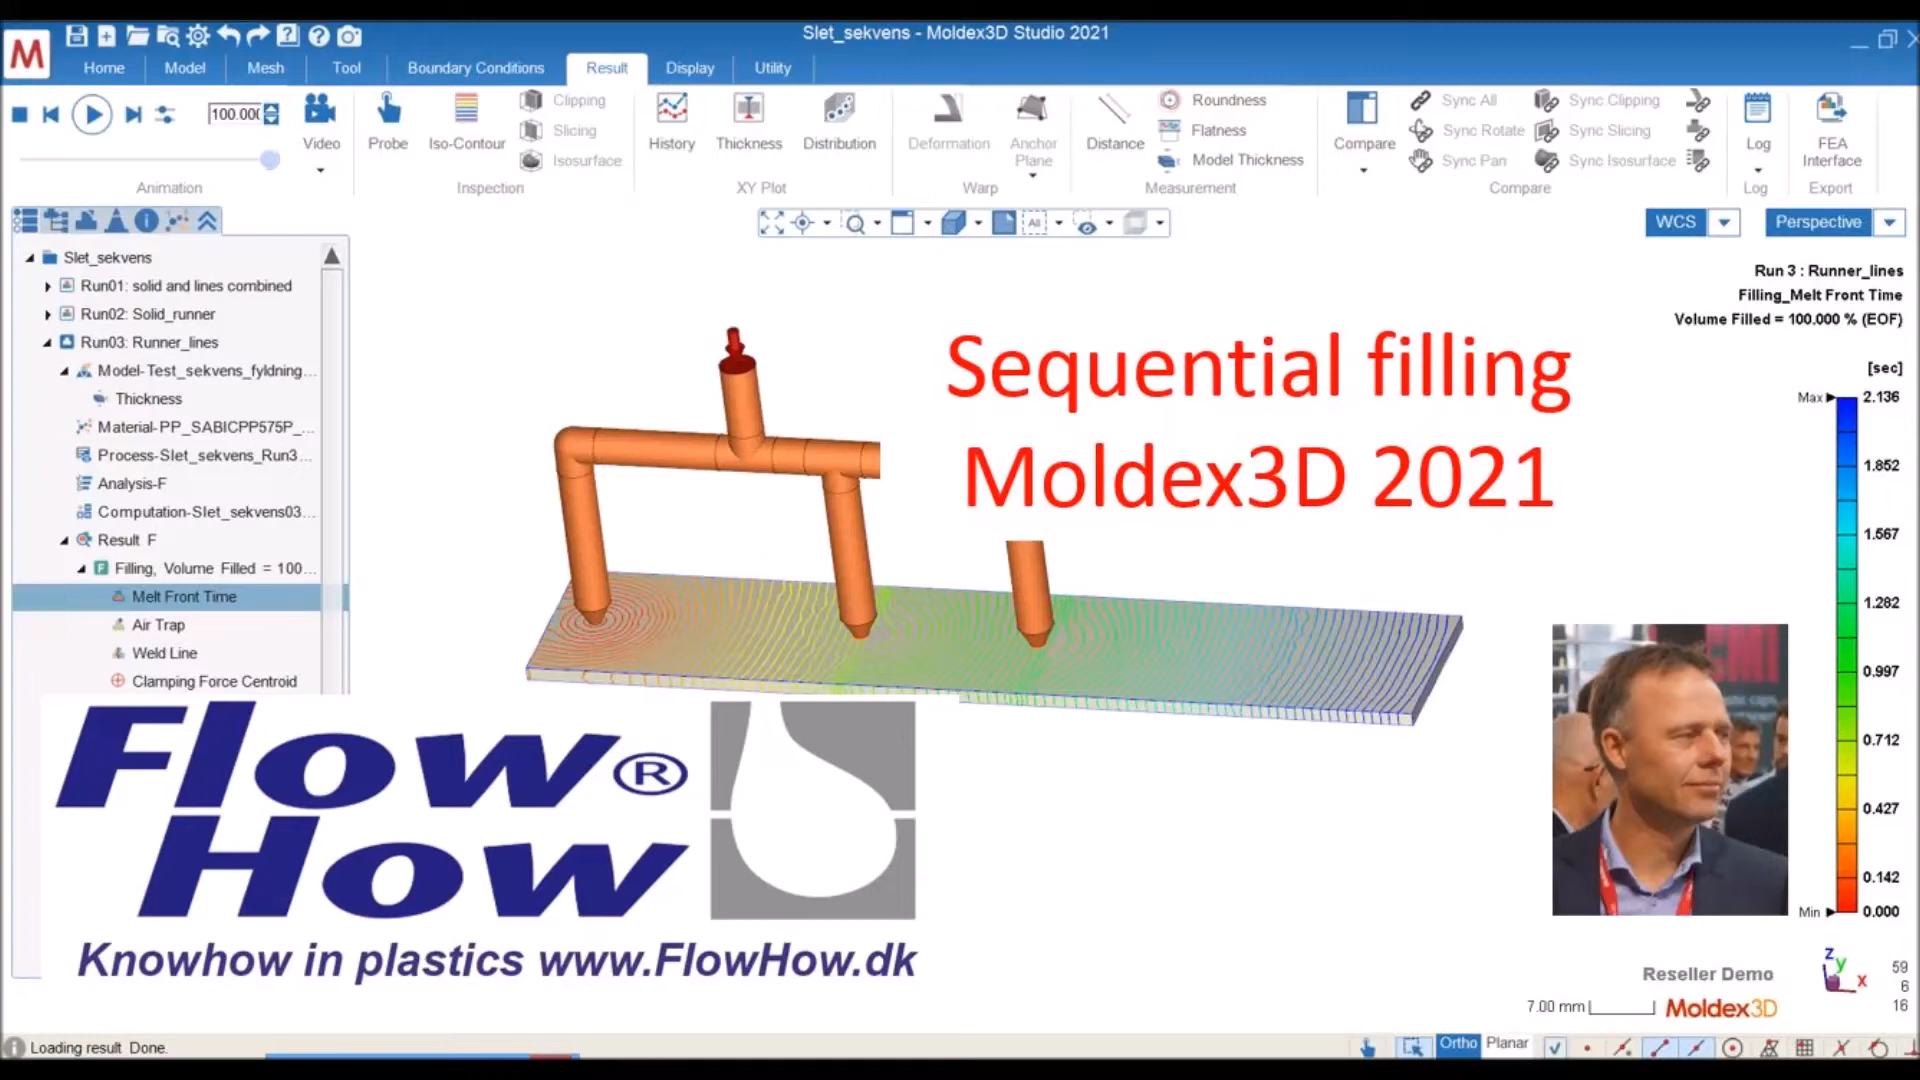 Slet_sekvens - Moldex3D Studio 2021
M
Home Model Mesh Tool Boundary Conditions Result Display Utility
100.00
Video
Animation
Probe
Iso-Contour
Clipping
Slicing
Isosurface
Inspection
History
Thickness
Distribution
XY Plot
Deformation
Anchor
Plane
Warp
Distance
Roundness
Flatness
Model Thickness
Measurement
Compare
Sync All
Sync Rotate
Sync Pan
Sync Clipping
Sync Slicing
Sync Isosurface
Compare
Log
Log
FEA
Interface
Export
All
WCS
Perspective
Slet_sekvens
Run01: solid and lines combined
Run02: Solid_runner
Run03: Runner_lines
Model-Test_sekvens_fyldning...
Thickness
Material-PP_SABICPP575P_...
Process-Slet_sekvens_Run3...
Analysis-F
Computation-Slet_sekvens03...
Result F
Filling, Volume Filled = 100...
Melt Front Time
Air Trap
Weld Line
Clamping Force Centroid
Sequential filling
Moldex3D 2021
Run 3 : Runner_lines
Filling_Melt Front Time
Volume Filled = 100.000 % (EOF)
[sec]
Max 2.136
1.852
1.567
1.282
0.997
0.712
0.427
0.142
Min 0.000
Flow®
How
Knowhow in plastics www.FlowHow.dk
Reseller Demo
7.00 mm
Moldex3D
Z
y
x
59
6
16
Loading result Done.
Ortho Planar